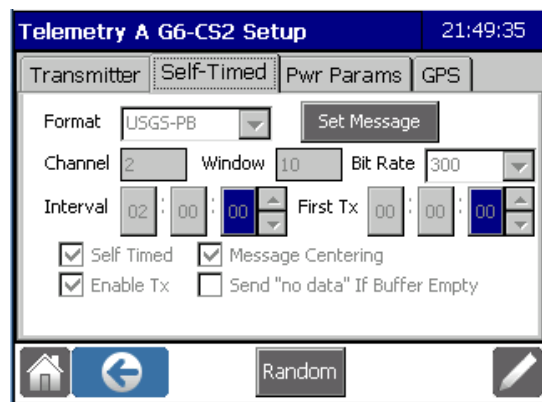 Telemetry A G6-CS2 Setup 21:49:35
Transmitter Self-Timed Pwr Params GPS
Format USGS-PB Set Message
Channel 2 Window 10 Bit Rate 300
Interval 02 : 00 : 00 First Tx 00 : 00 : 00
Self Timed Message Centering
Enable Tx Send "no data" If Buffer Empty
Random